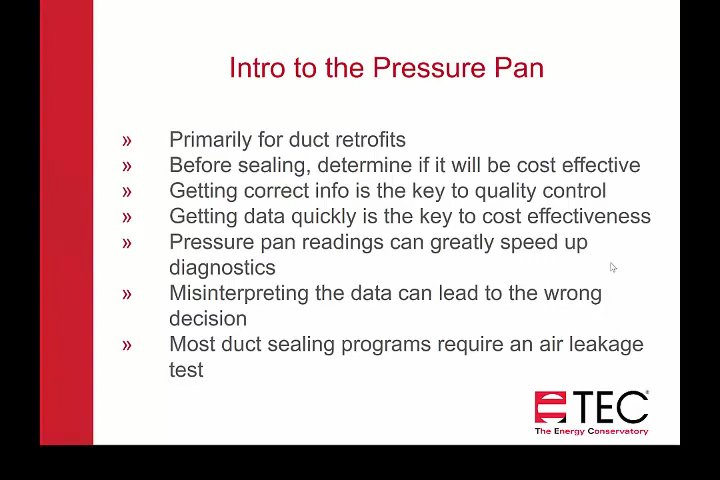 Intro to the Pressure Pan
» Primarily for duct retrofits
» Before sealing, determine if it will be cost effective
» Getting correct info is the key to quality control
» Getting data quickly is the key to cost effectiveness
» Pressure pan readings can greatly speed up
diagnostics
» Misinterpreting the data can lead to the wrong
decision
» Most duct sealing programs require an air leakage
test
TEC®
The Energy Conservatory